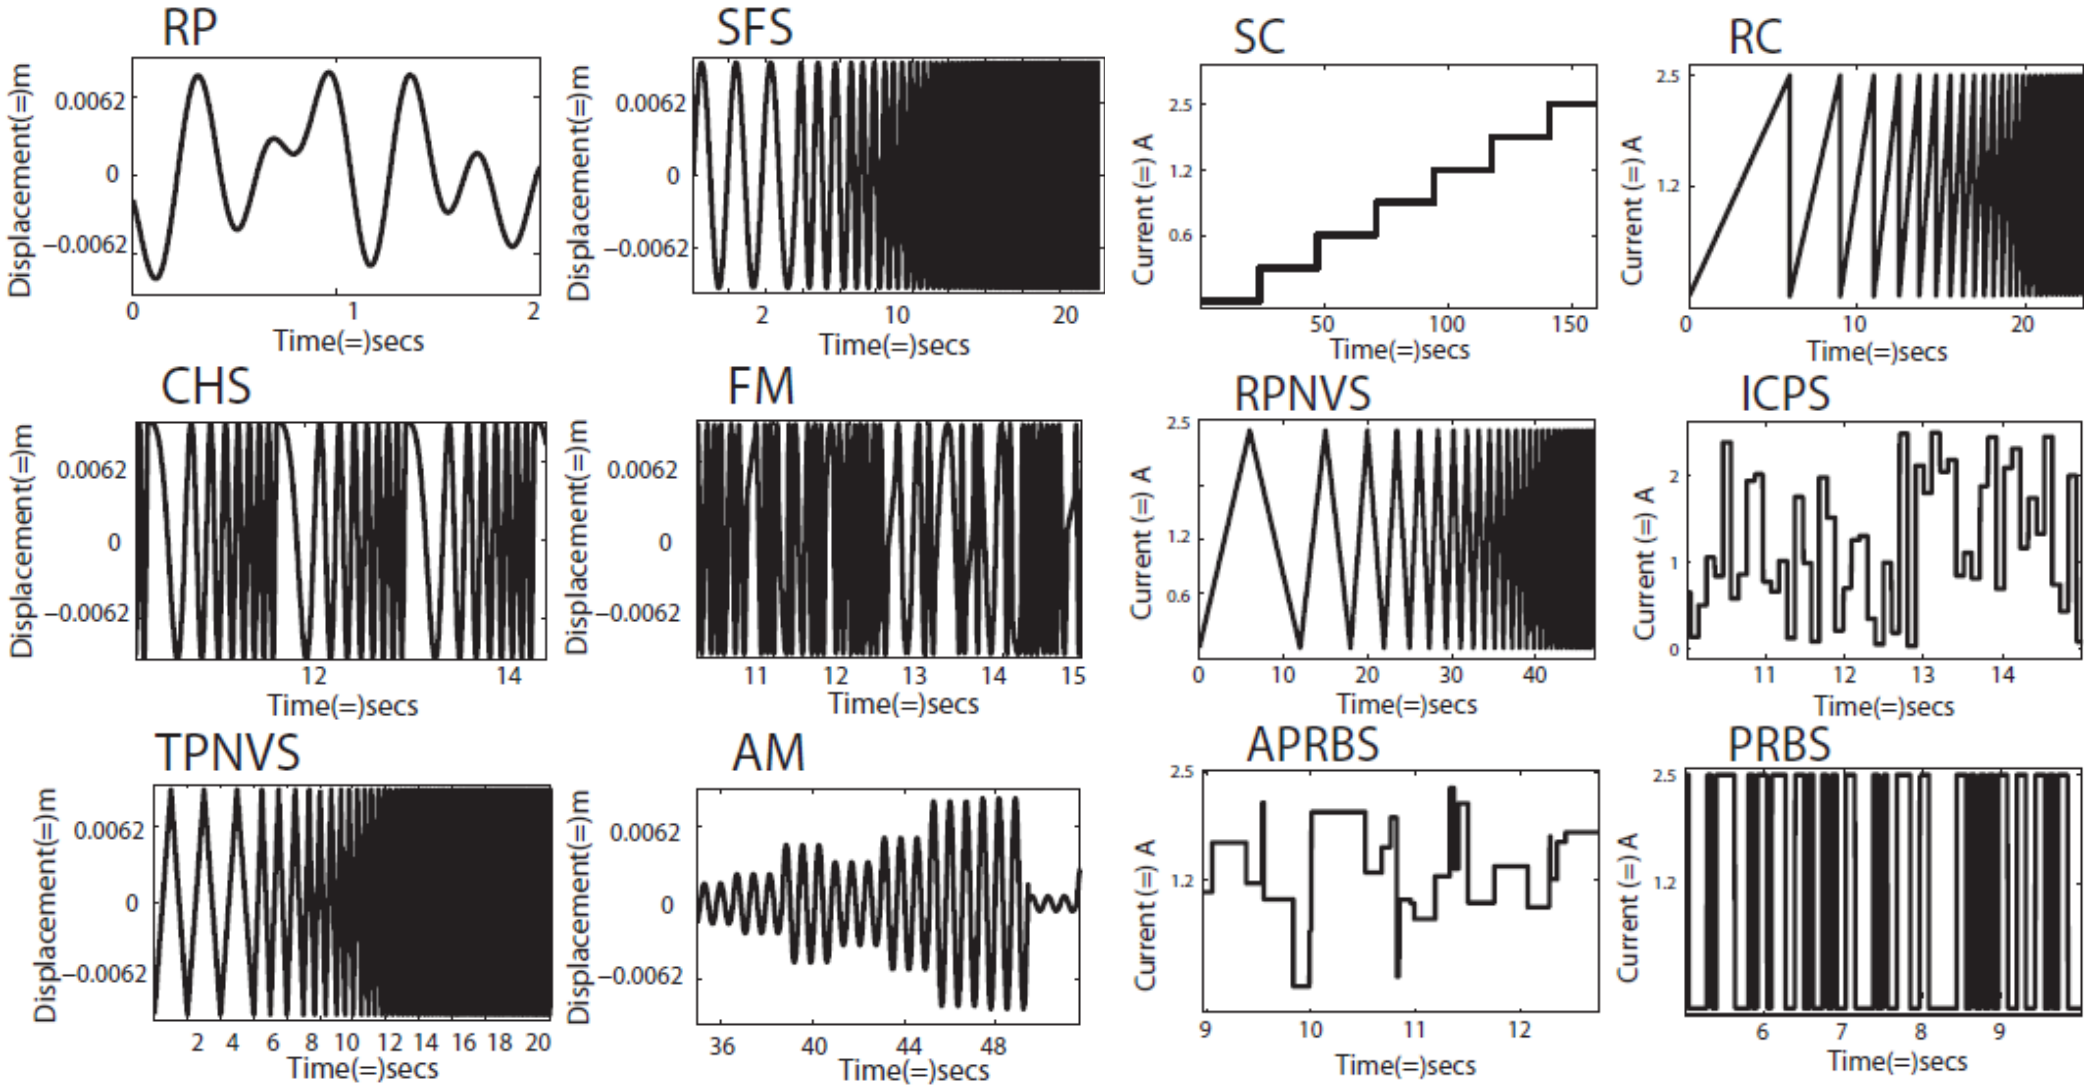 RP
Displacement(=)m
0.0062
0
−0.0062
0 1 2
Time(=)secs
SFS
Displacement(=)m
0.0062
0
−0.0062
2 10 20
Time(=)secs
SC
Current (=) A
2.5
1.2
0.6
50 100 150
Time(=)secs
RC
Current (=) A
2.5
1.2
0 10 20
Time(=)secs
CHS
Displacement(=)m
0.0062
0
−0.0062
12 14
Time(=)secs
FM
Displacement(=)m
0.0062
0
−0.0062
11 12 13 14 15
Time(=)secs
RPNVS
Current (=) A
2.5
1.2
0.6
0 10 20 30 40
Time(=)secs
ICPS
Current (=) A
2
1
0
11 12 13 14
Time(=)secs
TPNVS
Displacement(=)m
0.0062
0
−0.0062
2 4 6 8 10 12 14 16 18 20
Time(=)secs
AM
Displacement(=)m
0.0062
0
−0.0062
36 40 44 48
Time(=)secs
APRBS
Current (=) A
2.5
1.2
9 10 11 12
Time(=)secs
PRBS
Current (=) A
2.5
1.2
6 7 8 9
Time(=)secs